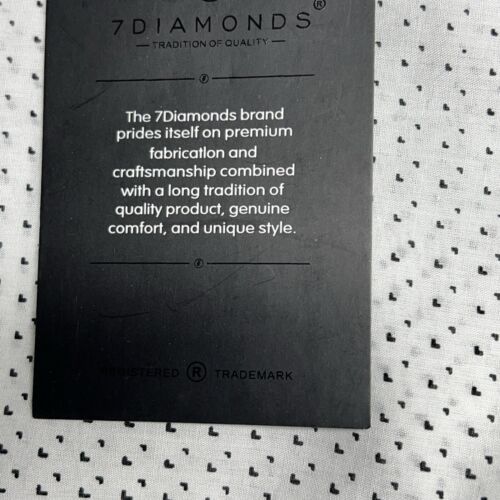 7DIAMONDS®
TRADITION OF QUALITY
The 7Diamonds brand
prides itself on premium
fabrication and
craftsmanship combined
with a long tradition of
quality product, genuine
comfort, and unique style.
REGISTERED ® TRADEMARK